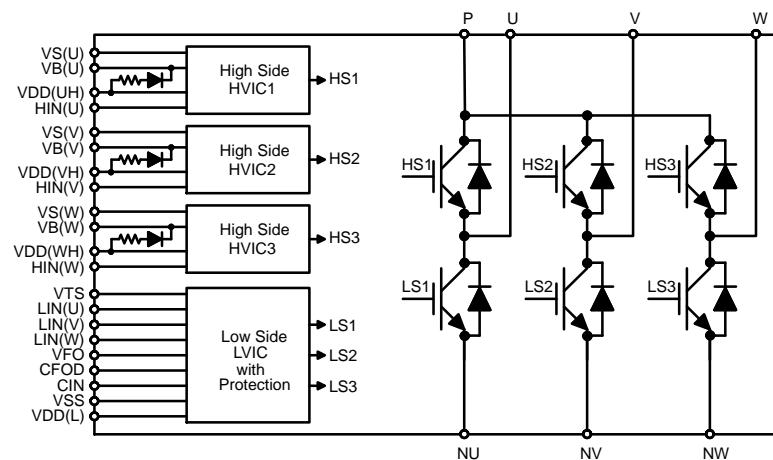 P
U
V
W
VS(U)
VB(U)
VDD(UH)
HIN(U)
High Side
HVIC1
HS1
VS(V)
VB(V)
VDD(VH)
HIN(V)
High Side
HVIC2
HS2
VS(W)
VB(W)
VDD(WH)
HIN(W)
High Side
HVIC3
HS3
VTS
LIN(U)
LIN(V)
LIN(W)
VFO
CFOD
CIN
VSS
VDD(L)
Low Side
LVIC
with
Protection
LS1
LS2
LS3
HS1
HS2
HS3
LS1
LS2
LS3
NU
NV
NW